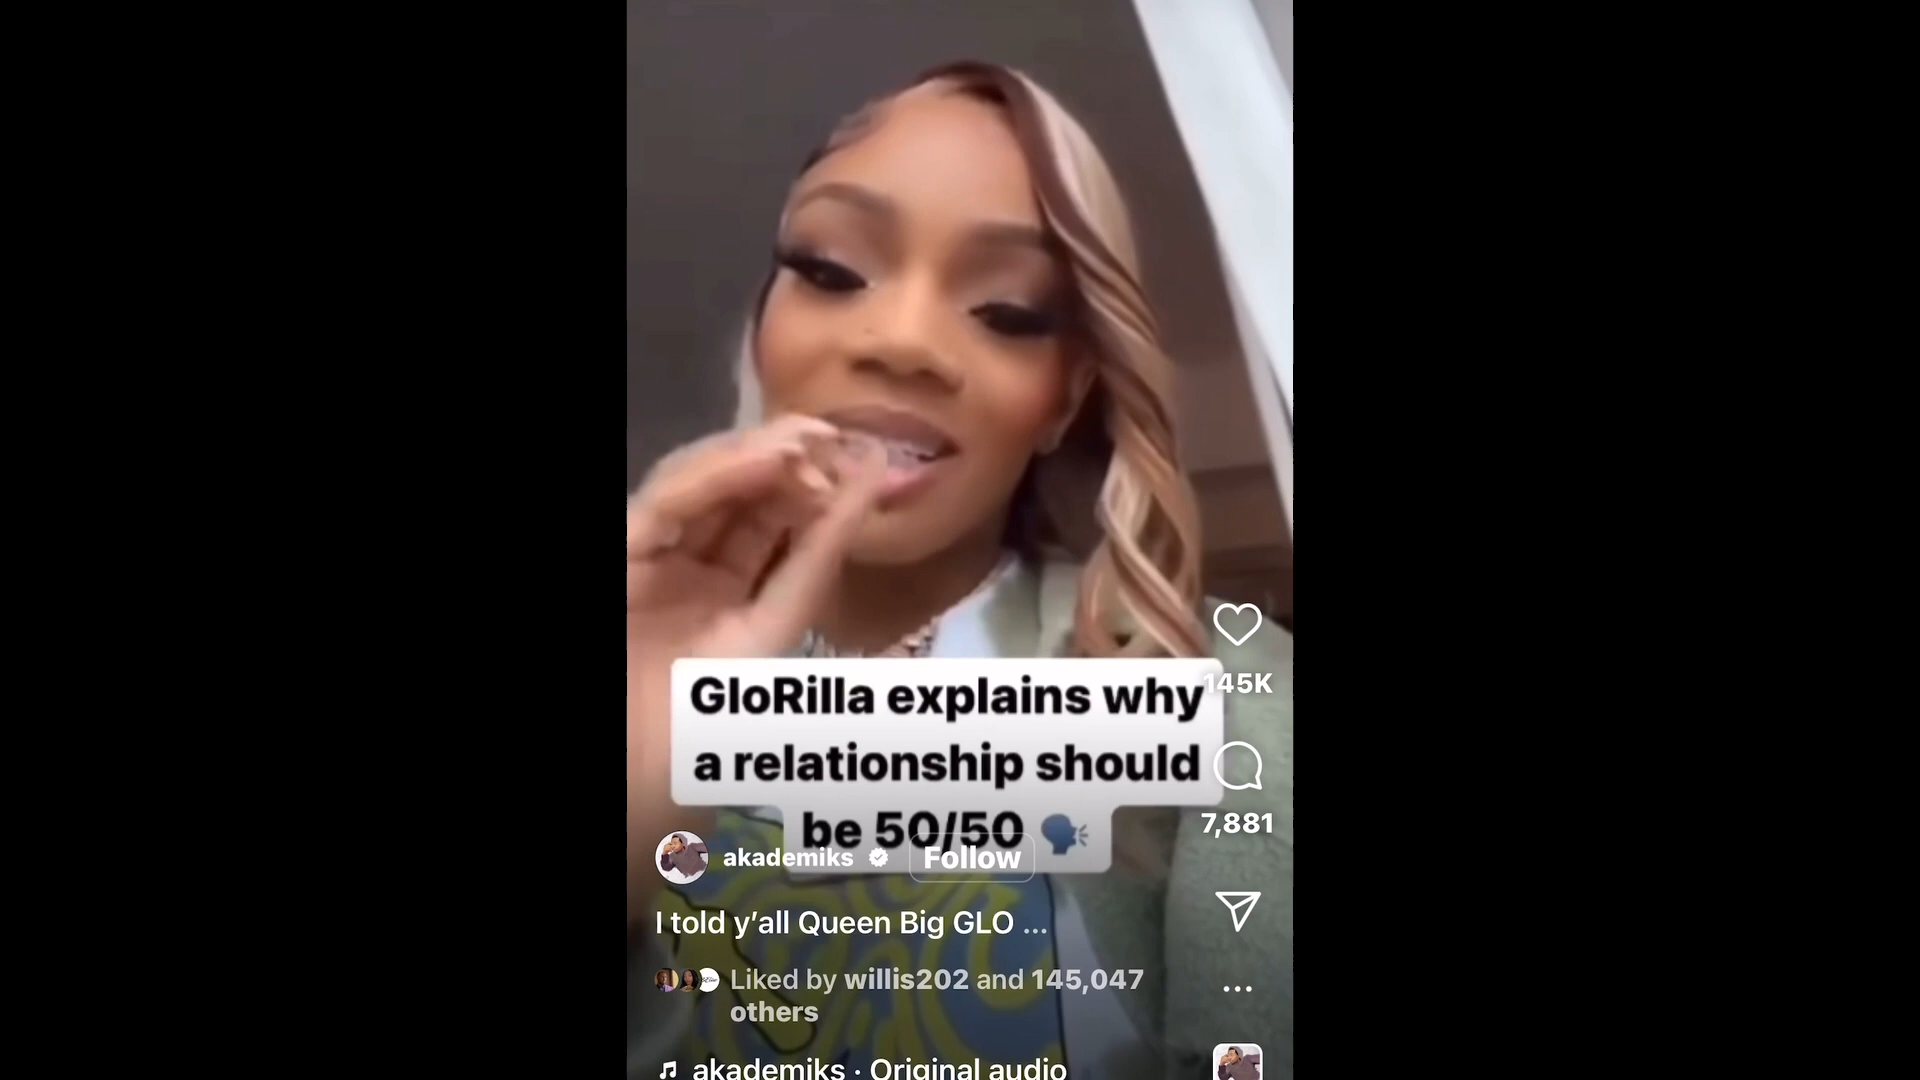 GloRilla explains why
a relationship should
be 50/50 🗣️
145K
7,881
akademiks
Follow
I told y’all Queen Big GLO ...
Liked by willis202 and 145,047
others
akademiks · Original audio